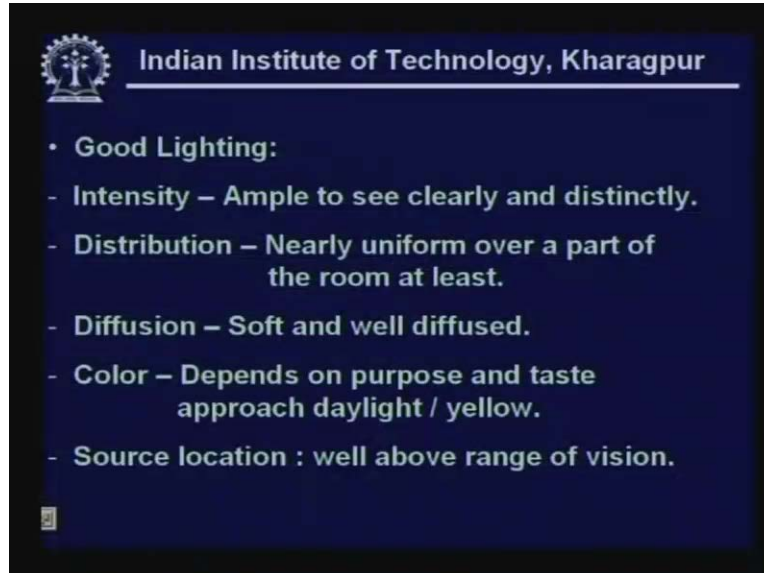 Indian Institute of Technology, Kharagpur
• Good Lighting:
- Intensity – Ample to see clearly and distinctly.
- Distribution – Nearly uniform over a part of
the room at least.
- Diffusion – Soft and well diffused.
- Color – Depends on purpose and taste
approach daylight / yellow.
- Source location : well above range of vision.